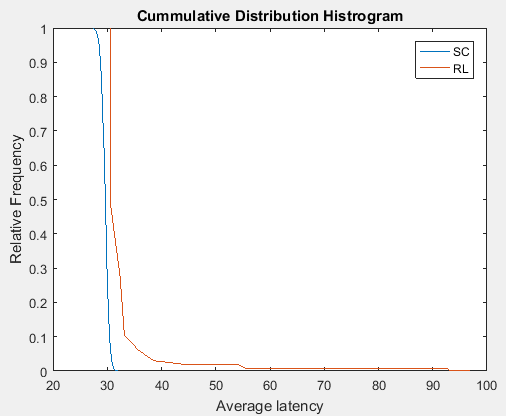 Cummulative Distribution Histrogram
SC
RL
1
0.9
0.8
0.7
0.6
0.5
0.4
0.3
0.2
0.1
0
Relative Frequency
20 30 40 50 60 70 80 90 100
Average latency